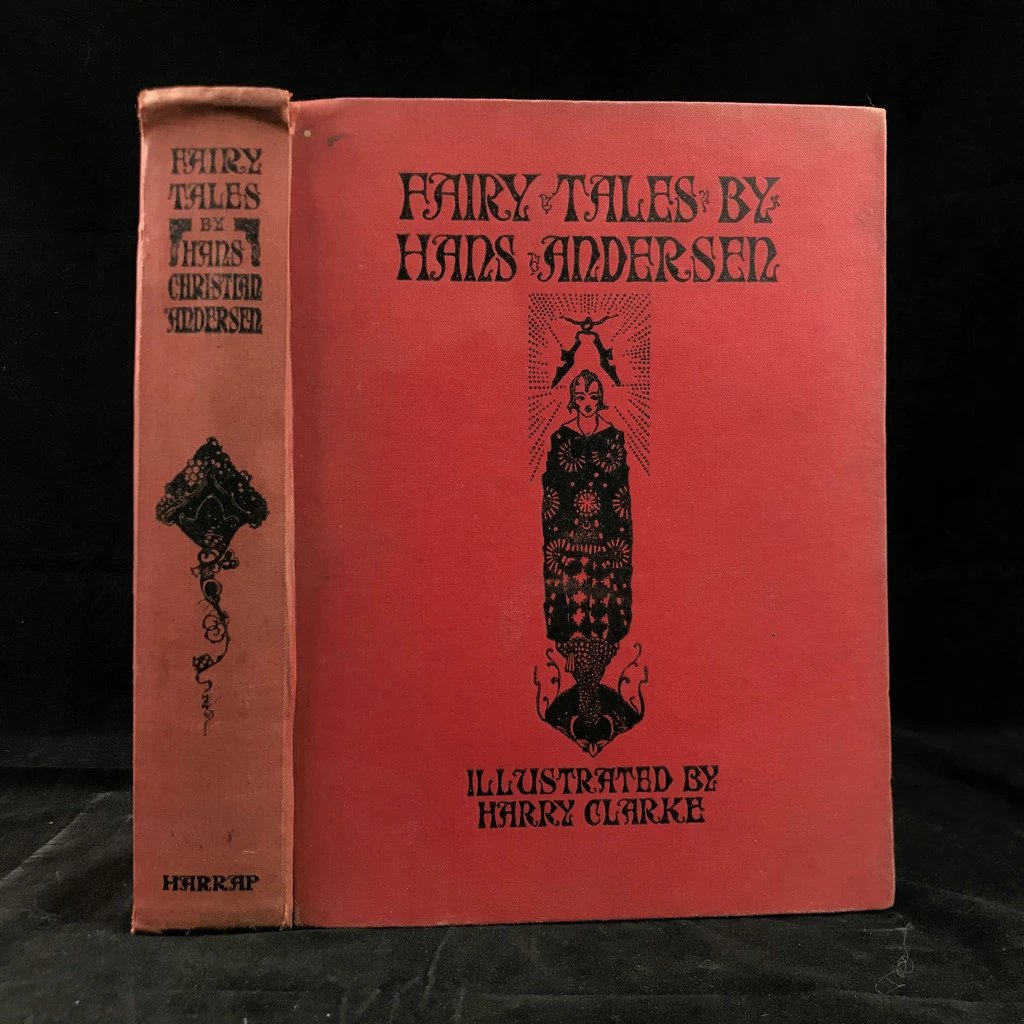 FAIRY
TALES
BY
HANS
CHRISTIAN
ANDERSEN
HARRAP
FAIRY TALES BY
HANS ANDERSEN
ILLUSTRATED BY
HARRY CLARKE